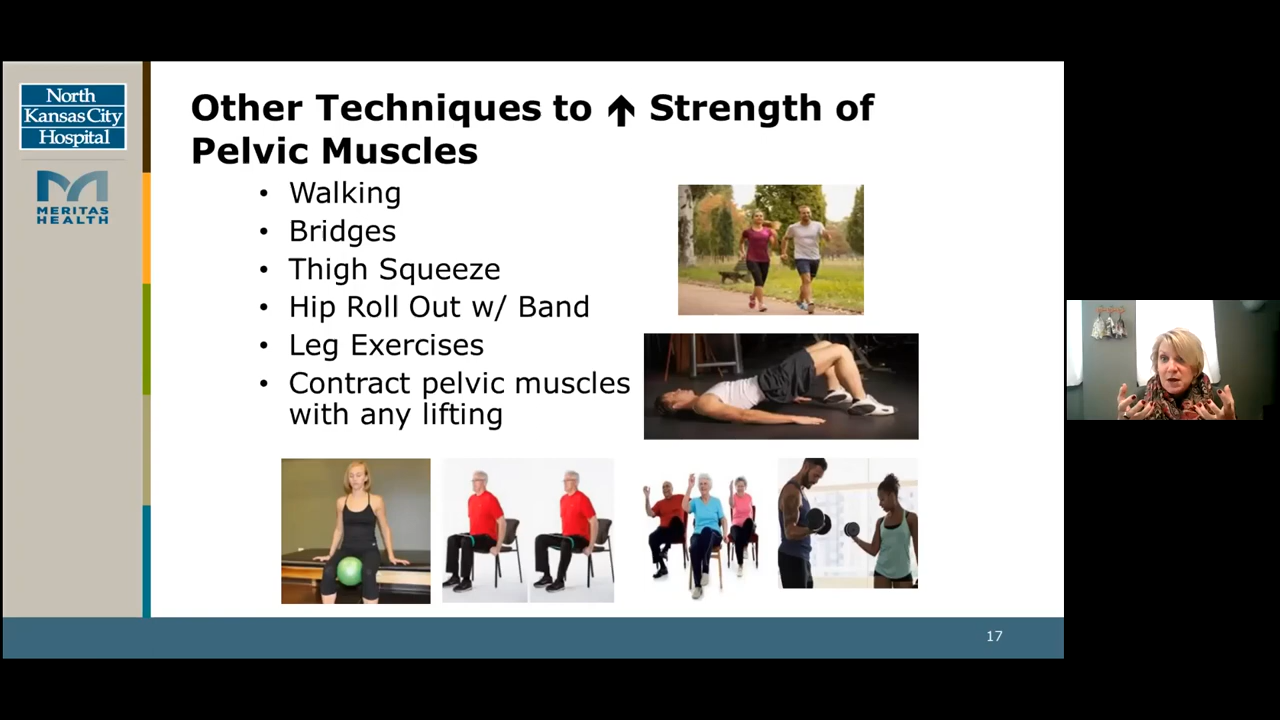 North
Kansas City
Hospital
MERITAS
HEALTH
Other Techniques to ↑ Strength of
Pelvic Muscles
• Walking
• Bridges
• Thigh Squeeze
• Hip Roll Out w/ Band
• Leg Exercises
• Contract pelvic muscles
with any lifting
17